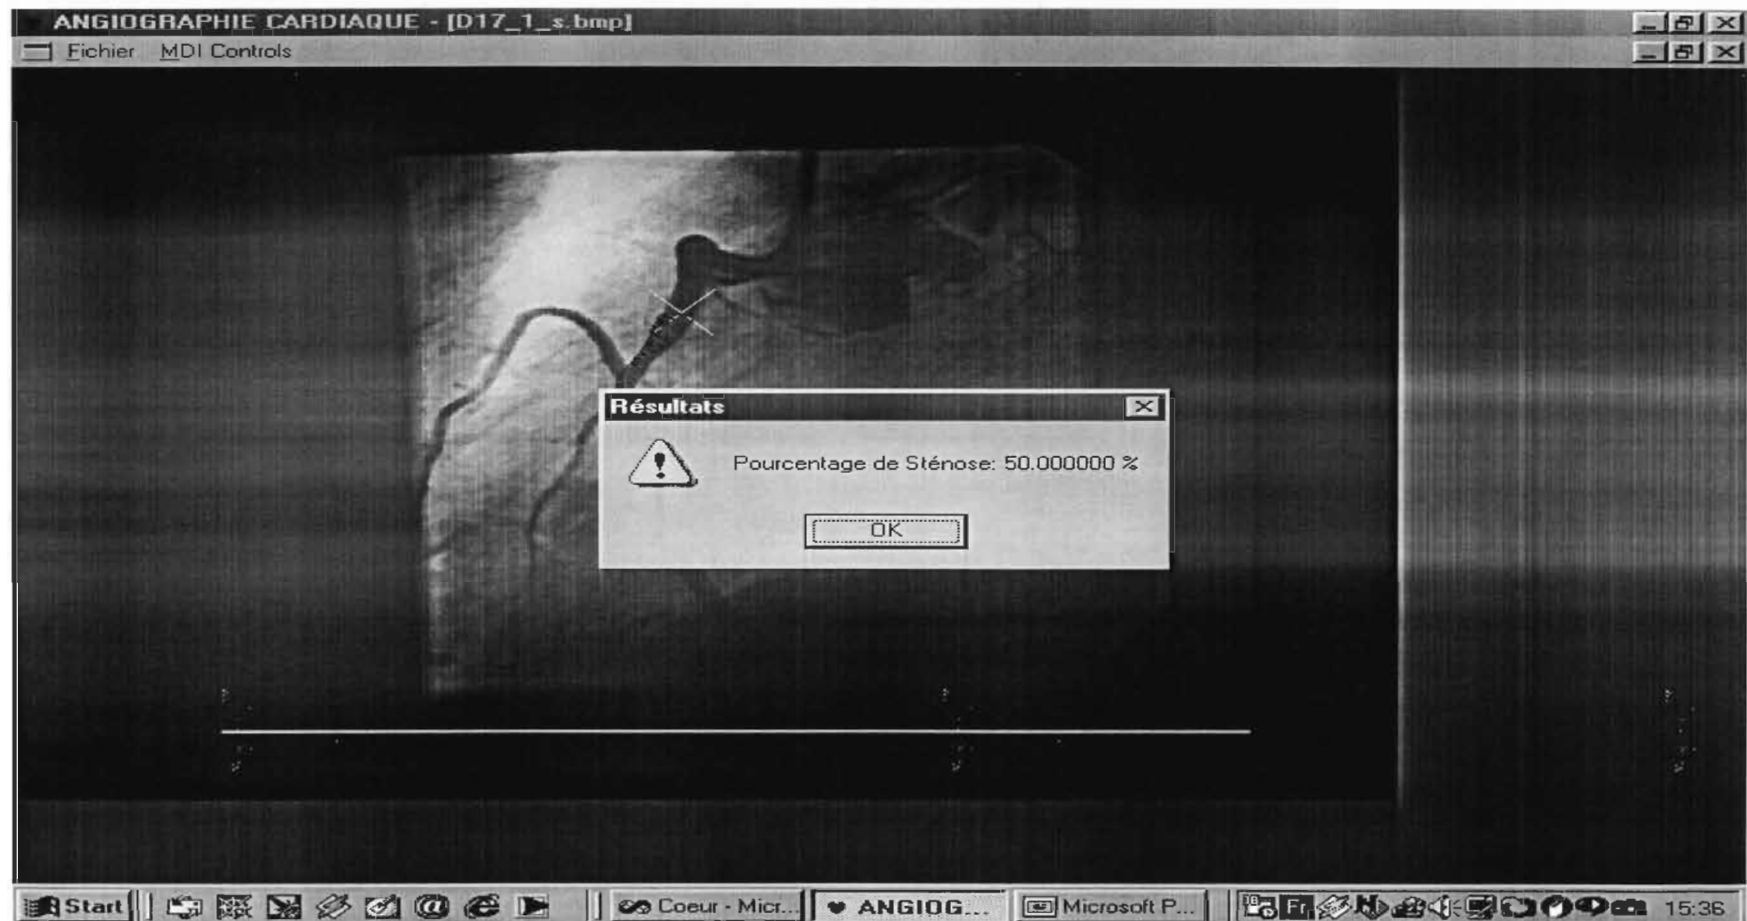 ANGIOGRAPHIE CARDIAQUE - [D17_1_s.bmp]
Fichier MDI Controls
Résultats
Pourcentage de Sténose: 50.000000 %
OK
Start Coeur - Micr... ANGIOG... Microsoft P... Fr 15:36